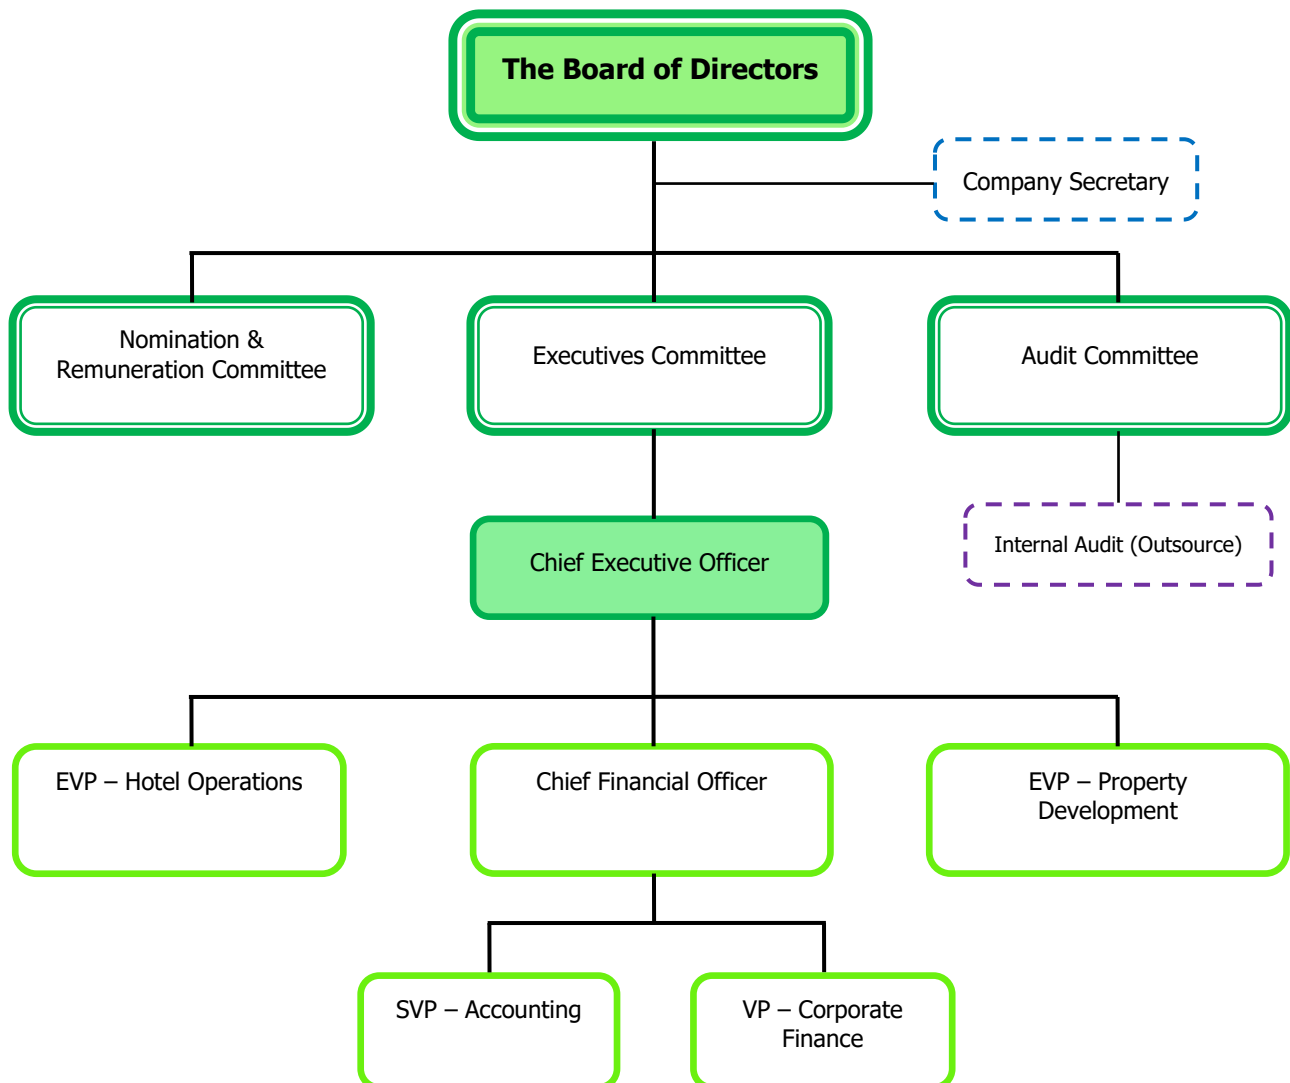 The Board of Directors
Company Secretary
Nomination &
Remuneration Committee
Executives Committee
Audit Committee
Chief Executive Officer
Internal Audit (Outsource)
EVP – Hotel Operations
Chief Financial Officer
EVP – Property
Development
SVP – Accounting
VP – Corporate
Finance